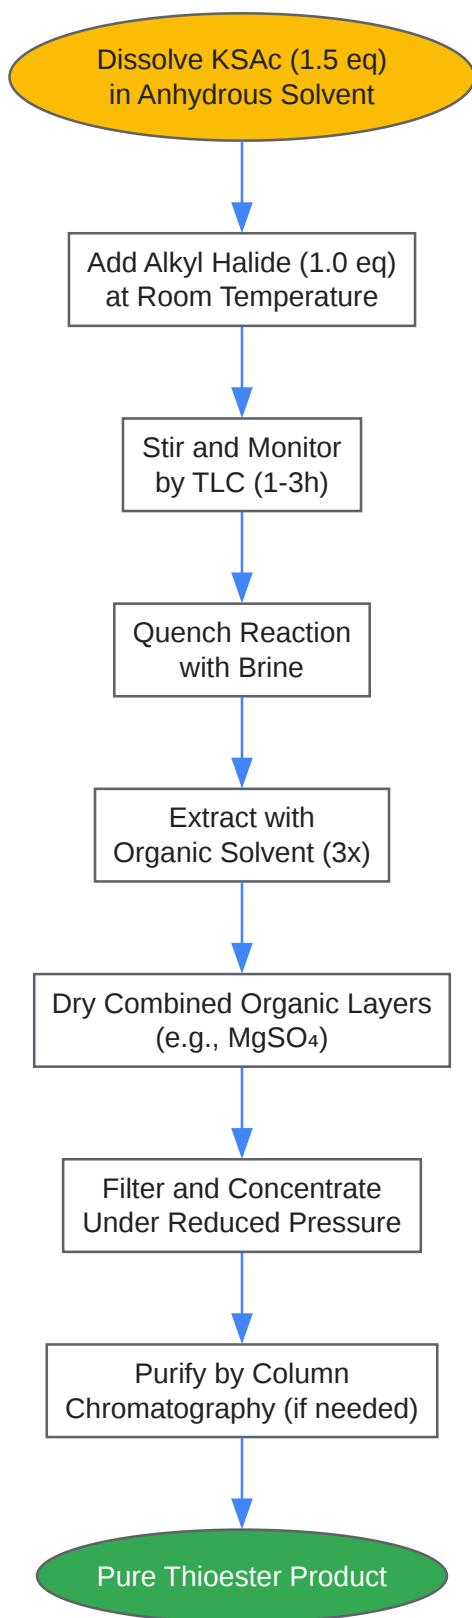 Dissolve KSAc (1.5 eq)
in Anhydrous Solvent
Add Alkyl Halide (1.0 eq)
at Room Temperature
Stir and Monitor
by TLC (1-3h)
Quench Reaction
with Brine
Extract with
Organic Solvent (3x)
Dry Combined Organic Layers
(e.g., MgSO₄)
Filter and Concentrate
Under Reduced Pressure
Purify by Column
Chromatography (if needed)
Pure Thioester Product